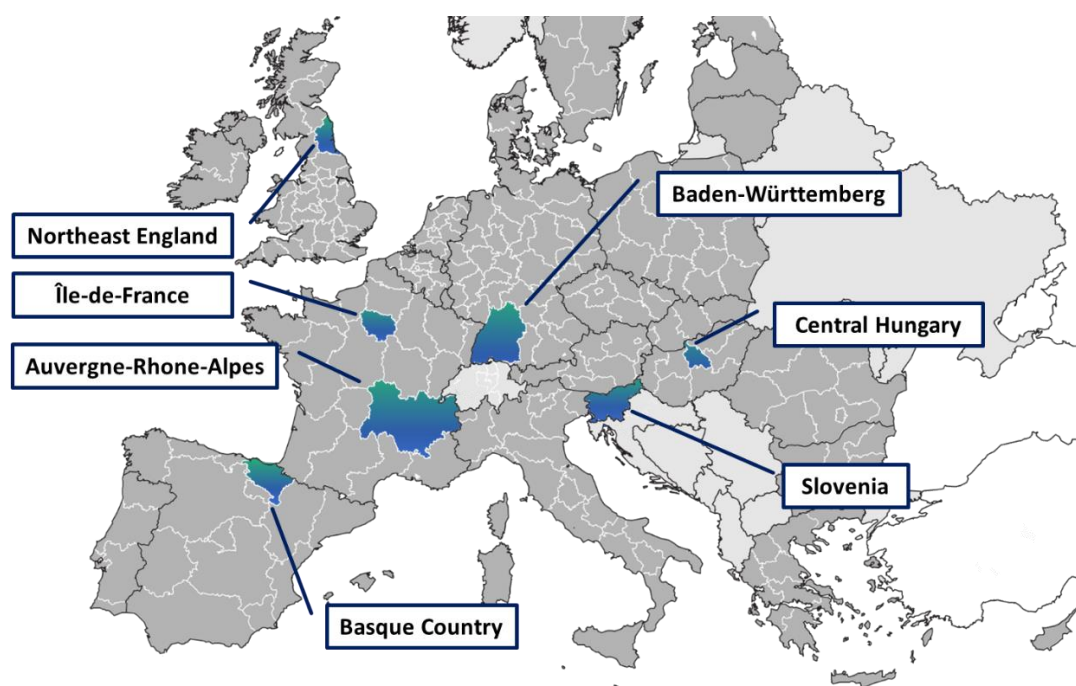 Baden-Württemberg
Northeast England
Île-de-France
Central Hungary
Auvergne-Rhone-Alpes
Slovenia
Basque Country